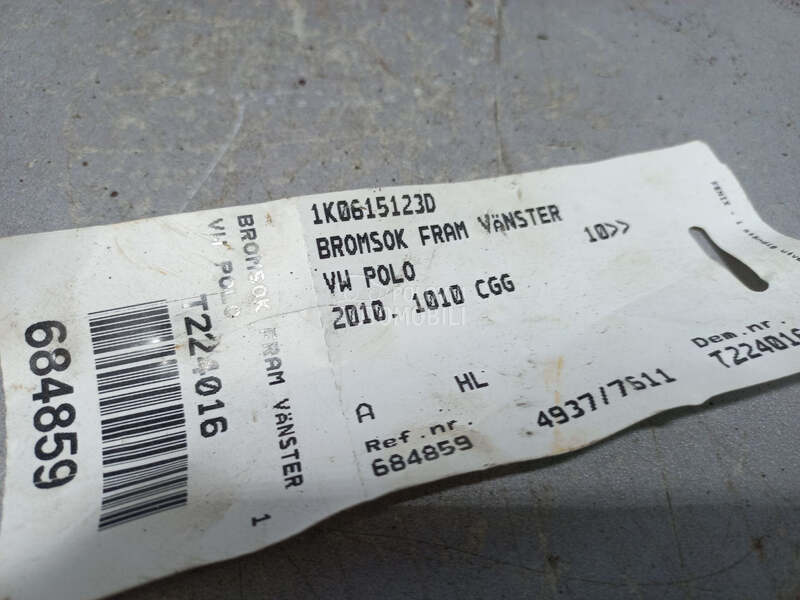 1K0615123D
BROMSOK FRAM VÄNSTER 10>>
VW POLO
2010. 1010 CGG
A HL
Ref.nr. 4937/7611 Dem.nr
684859 T224016
BROMSOK FRAM VÄNSTER 1
VW POLO
T224016
684859